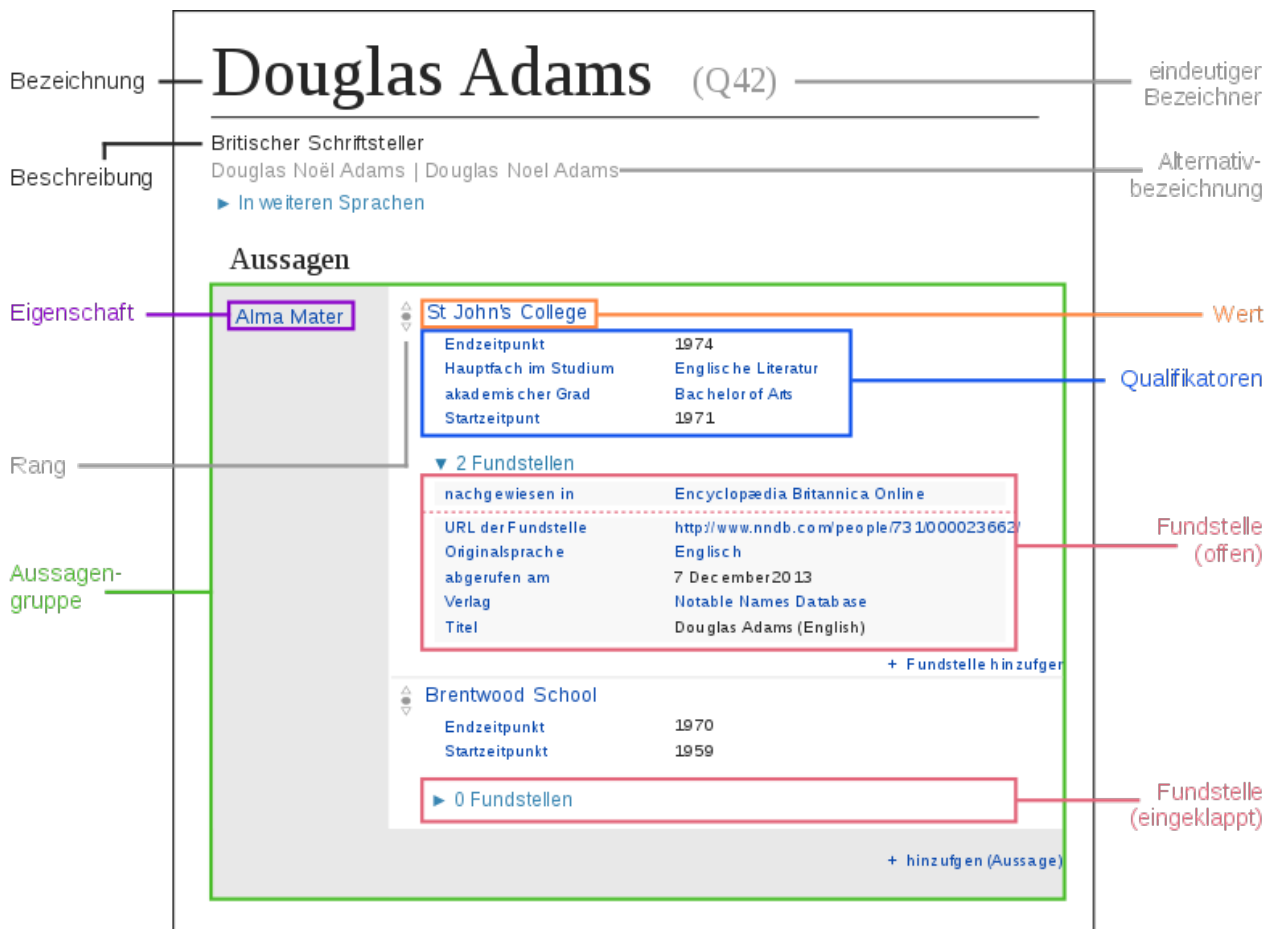 Bezeichnung
Douglas Adams (Q42)
eindeutiger
Bezeichner
Britischer Schriftsteller
Beschreibung
Douglas Noël Adams | Douglas Noel Adams
Alternativ-
bezeichnung
► In weiteren Sprachen
Aussagen
Eigenschaft
Alma Mater
St John's College
Wert
Endzeitpunkt 1974
Hauptfach im Studium Englische Literatur
akademischer Grad Bachelor of Arts
Startzeitpunt 1971
Qualifikatoren
Rang
▼ 2 Fundstellen
nachgewiesen in Encyclopædia Britannica Online
URL der Fundstelle http://www.nndb.com/people/731/000023662/
Originalsprache Englisch
abgerufen am 7 December 2013
Verlag Notable Names Database
Titel Douglas Adams (English)
Fundstelle
(offen)
Aussagen-
gruppe
+ Fundstelle hinzufgen
Brentwood School
Endzeitpunkt 1970
Startzeitpunkt 1959
► 0 Fundstellen
Fundstelle
(eingeklappt)
+ hinzufgen (Aussage)